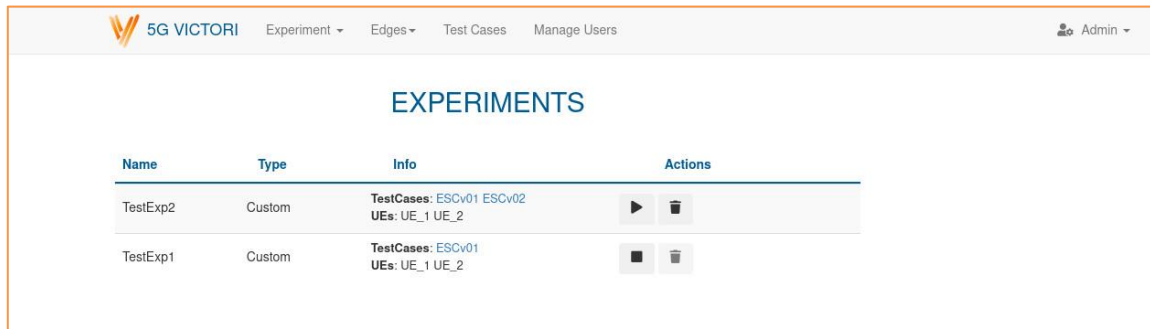 5G VICTORI Experiment Edges Test Cases Manage Users Admin
EXPERIMENTS
Name Type Info Actions
TestExp2 Custom TestCases: ESCv01 ESCv02
UEs: UE_1 UE_2
TestExp1 Custom TestCases: ESCv01
UEs: UE_1 UE_2